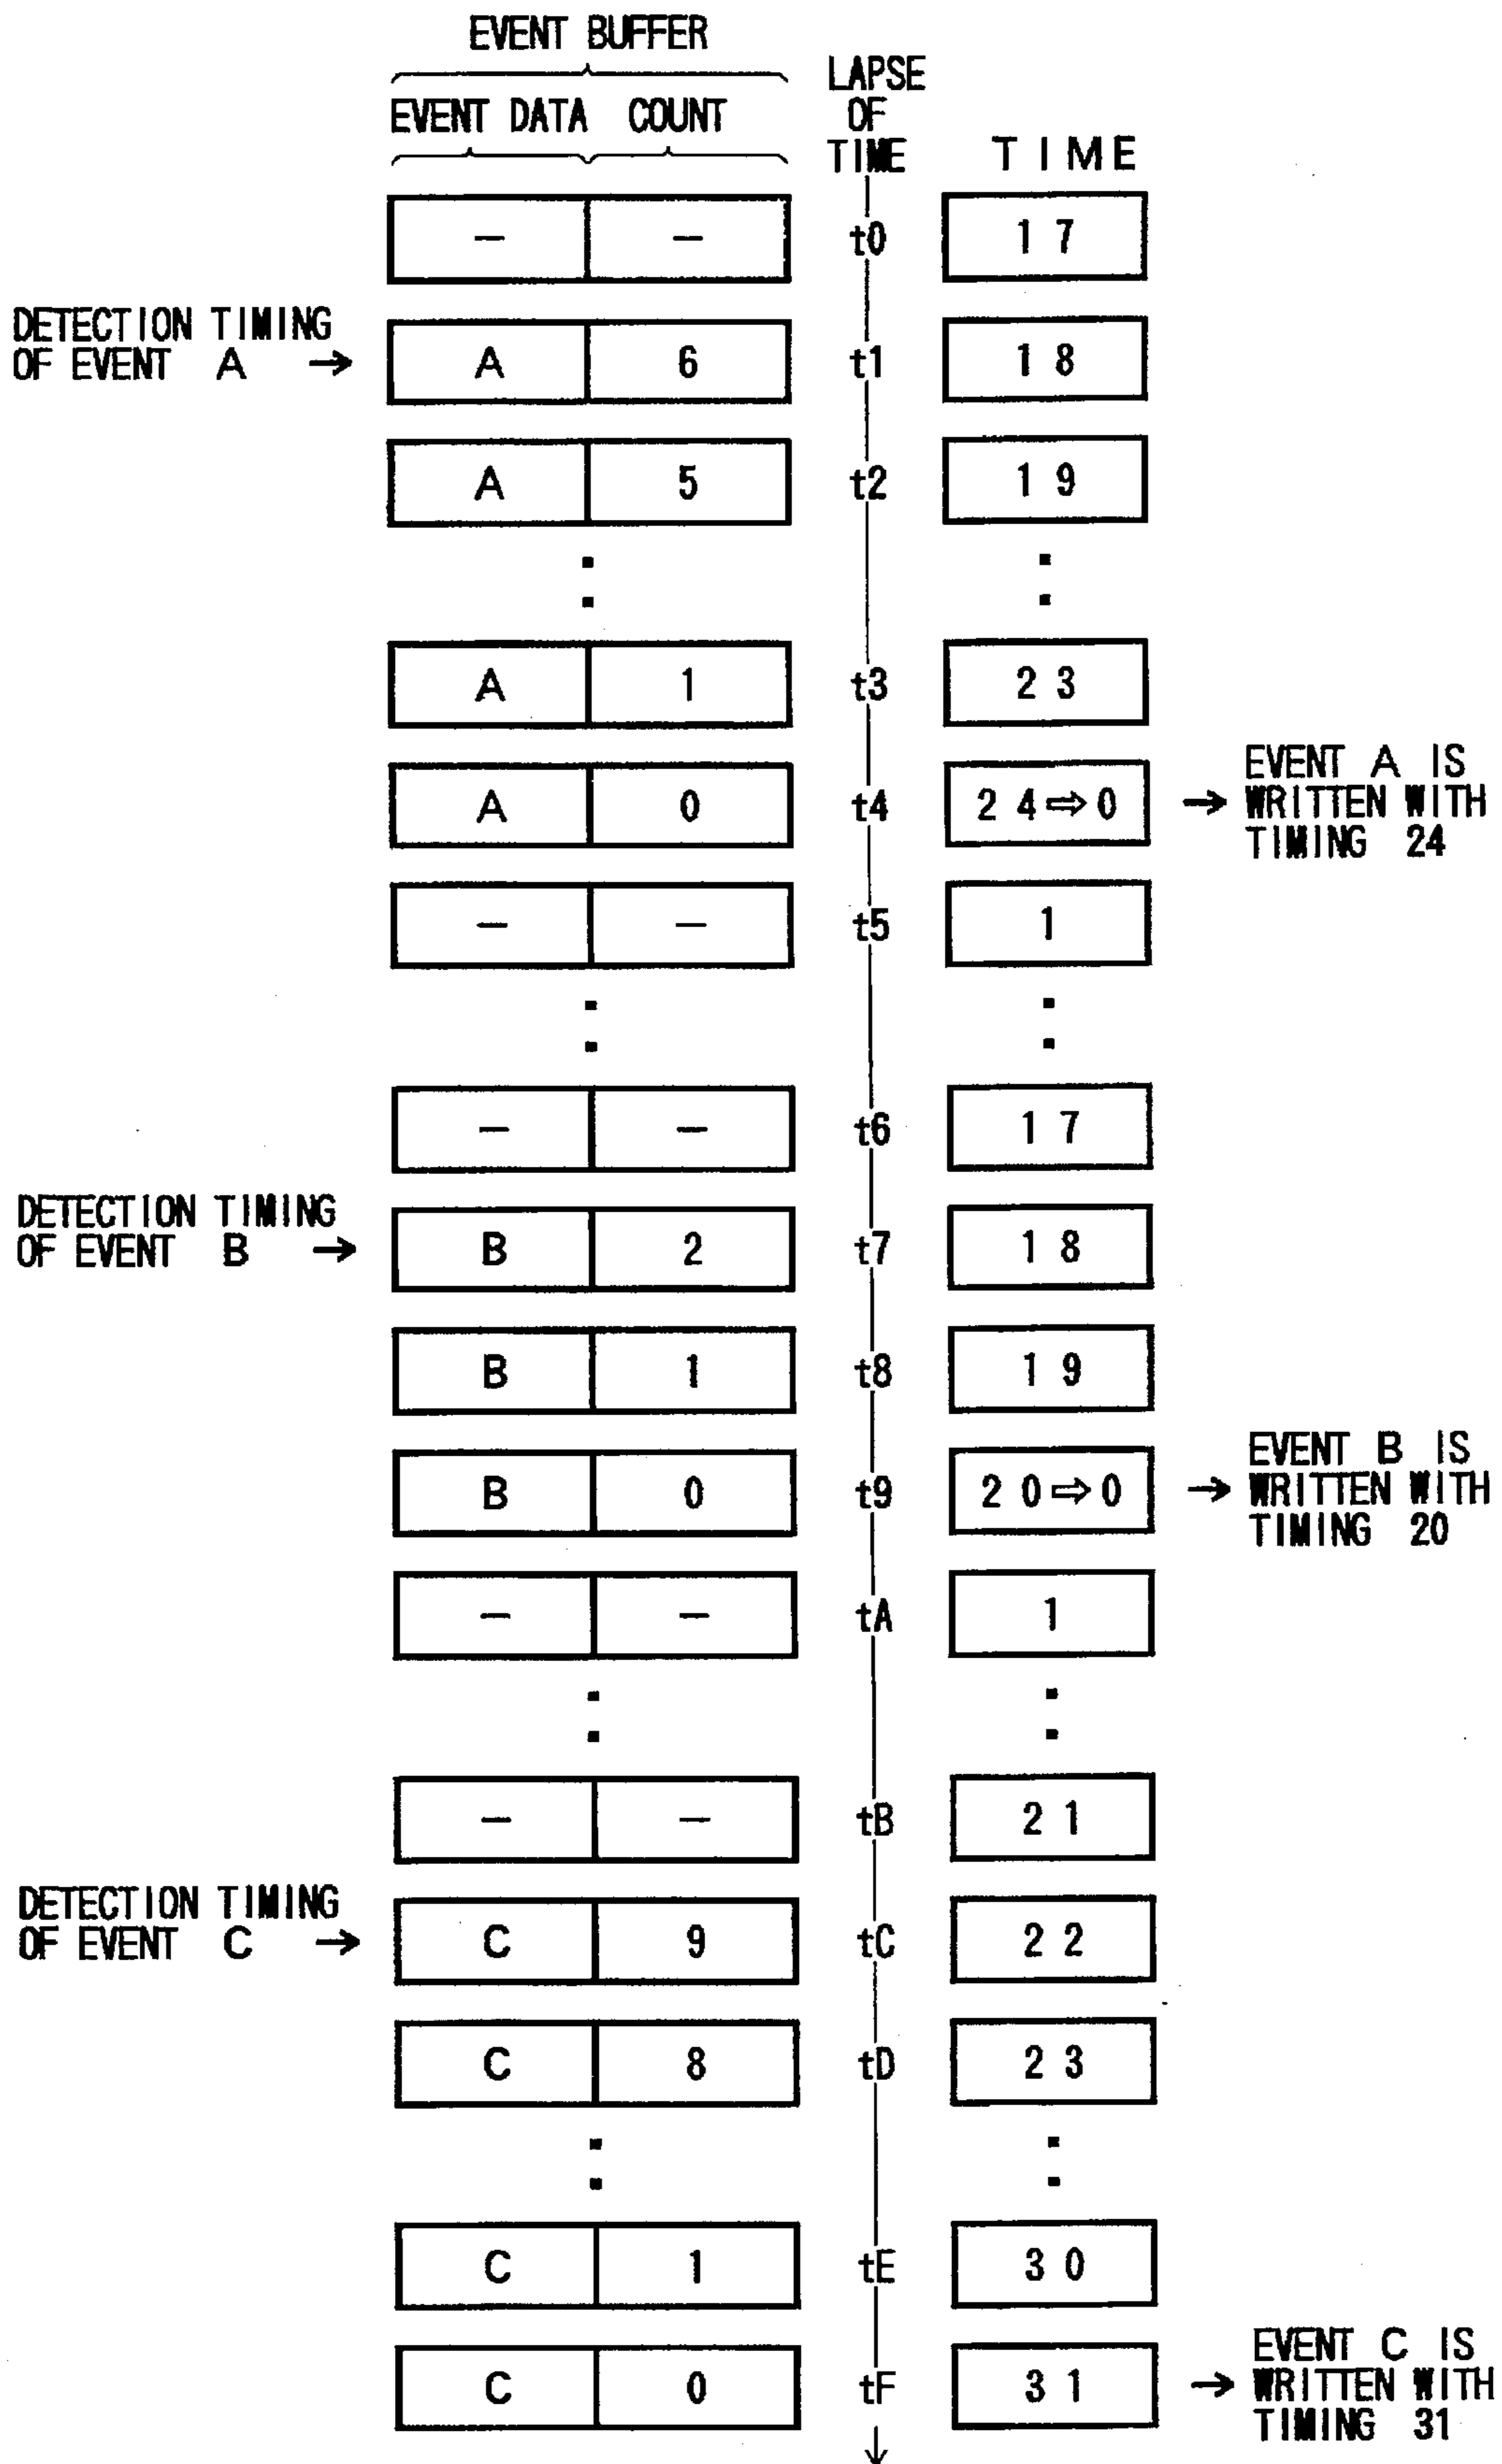 EVENT BUFFER
EVENT DATA COUNT
LAPSE
OF
TIME
TIME
— — t0 17
DETECTION TIMING
OF EVENT A → A 6 t1 18
A 5 t2 19
: :
A 1 t3 23
A 0 t4 24⇒0 → EVENT A IS
WRITTEN WITH
TIMING 24
— — t5 1
: :
— — t6 17
DETECTION TIMING
OF EVENT B → B 2 t7 18
B 1 t8 19
B 0 t9 20⇒0 → EVENT B IS
WRITTEN WITH
TIMING 20
— — tA 1
: :
— — tB 21
DETECTION TIMING
OF EVENT C → C 9 tC 22
C 8 tD 23
: :
C 1 tE 30
C 0 tF 31 → EVENT C IS
WRITTEN WITH
TIMING 31